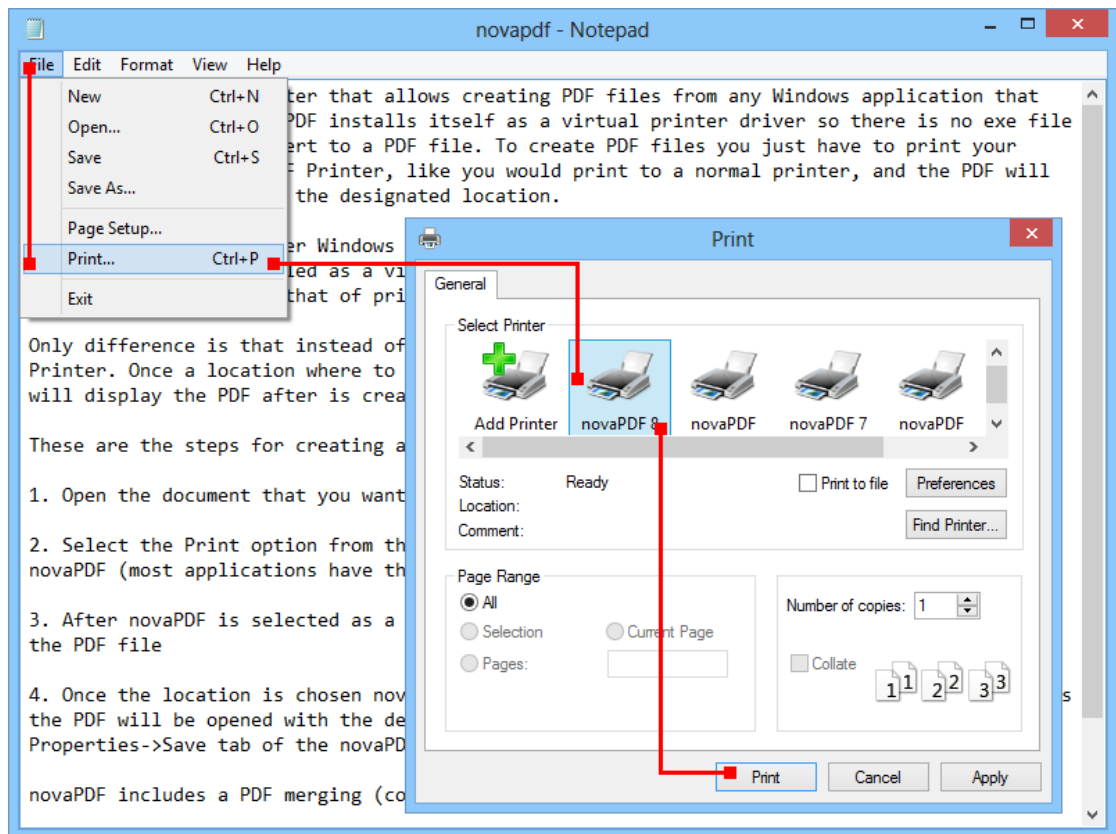 novapdf - Notepad
File Edit Format View Help
New Ctrl+N
Open... Ctrl+O
Save Ctrl+S
Save As...
Page Setup...
Print... Ctrl+P
Exit
ter that allows creating PDF files from any Windows application that
PDF installs itself as a virtual printer driver so there is no exe file
ert to a PDF file. To create PDF files you just have to print your
F Printer, like you would print to a normal printer, and the PDF will
the designated location.
er Windows
led as a vi
that of pri
Only difference is that instead of
Printer. Once a location where to
will display the PDF after is crea
These are the steps for creating a
1. Open the document that you want
2. Select the Print option from th
novaPDF (most applications have th
3. After novaPDF is selected as a
the PDF file
4. Once the location is chosen nov
s
the PDF will be opened with the de
Properties->Save tab of the novaPD
novaPDF includes a PDF merging (co
Print
General
Select Printer
Add Printer novaPDF 8 novaPDF novaPDF 7 novaPDF
Status: Ready
Location:
Comment:
Print to file
Preferences
Find Printer...
Page Range
All
Selection Current Page
Pages:
Number of copies: 1
Collate
1 1 2 2 3 3
Print Cancel Apply